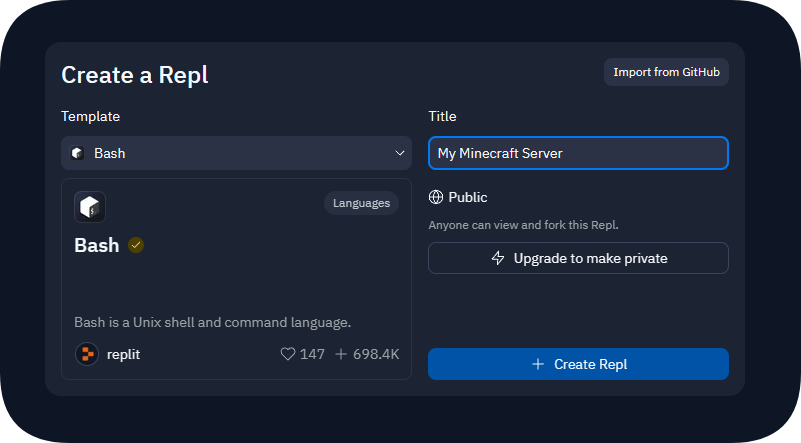 Create a Repl
Import from GitHub
Template
Title
Bash
My Minecraft Server
Languages
Public
Bash
Anyone can view and fork this Repl.
Upgrade to make private
Bash is a Unix shell and command language.
replit
147
698.4K
Create Repl